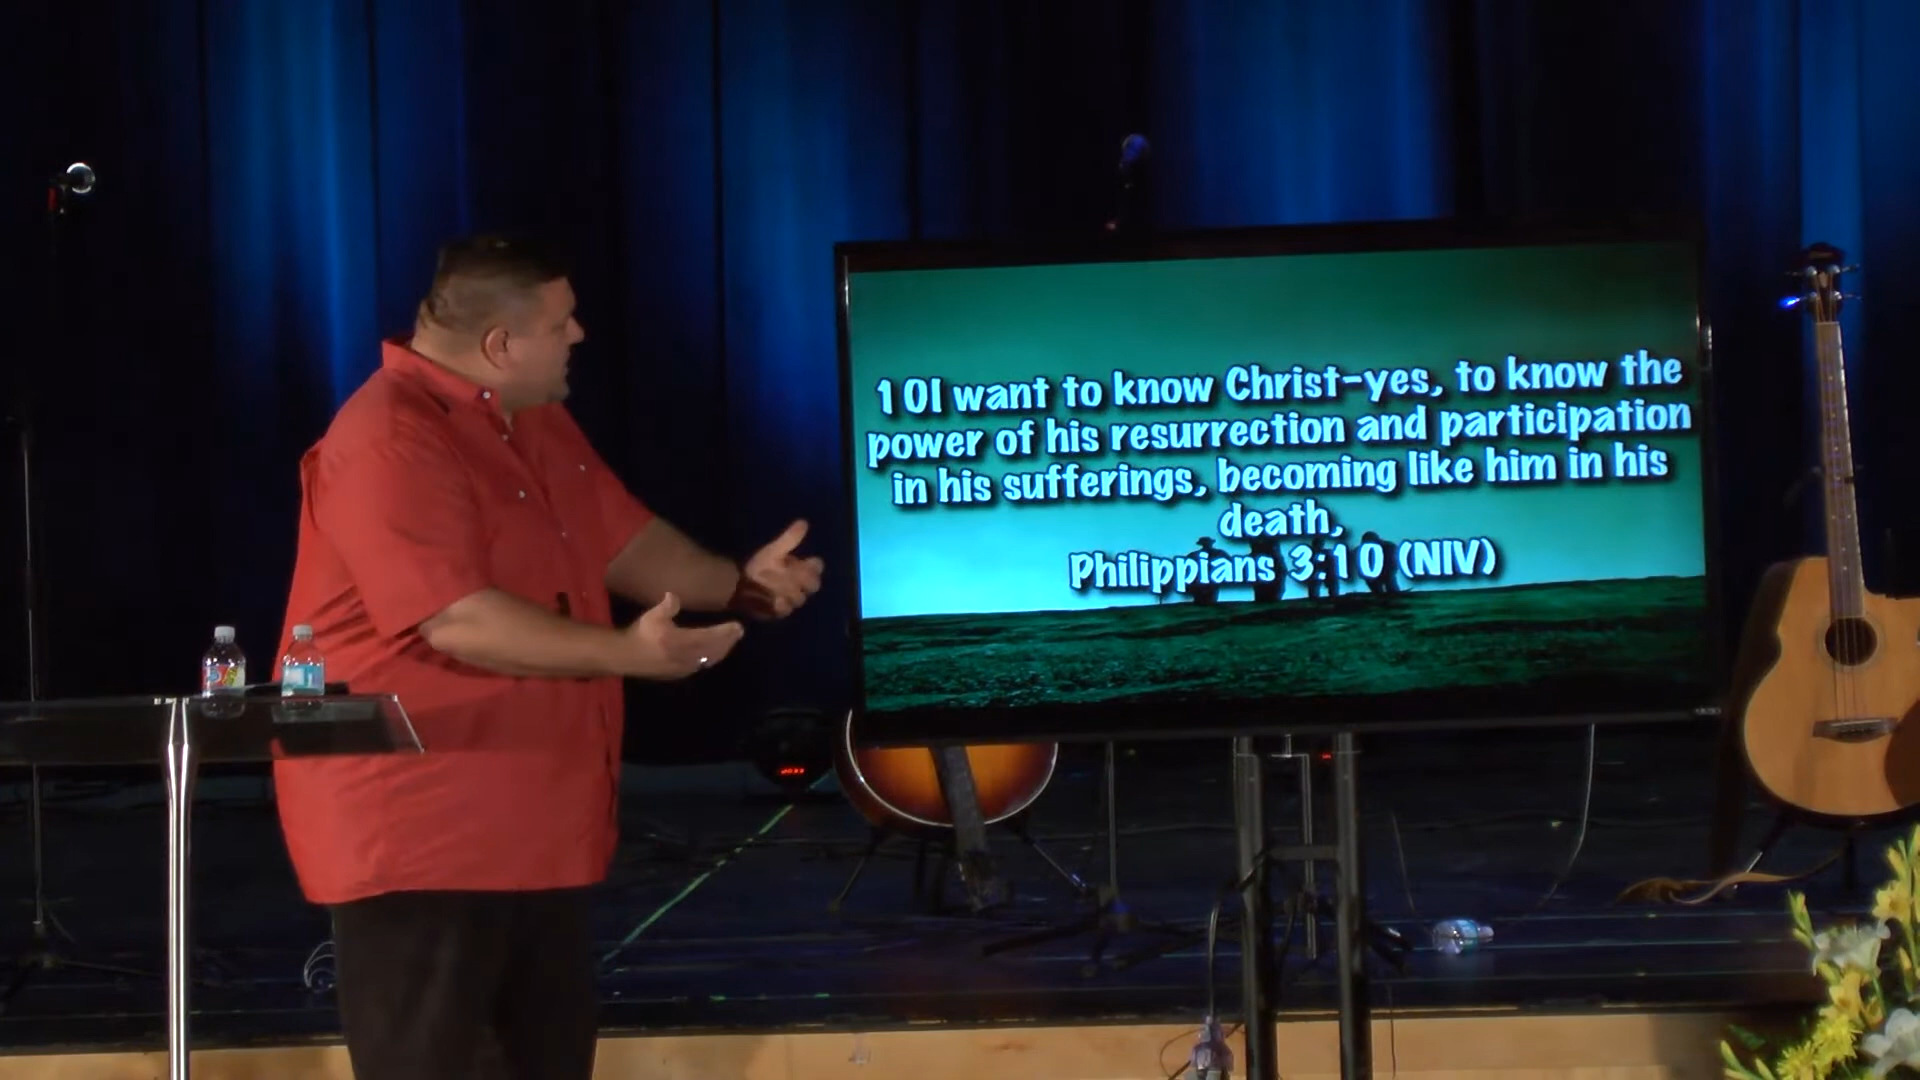 10I want to know Christ-yes, to know the
power of his resurrection and participation
in his sufferings, becoming like him in his
death,
Philippians 3:10 (NIV)